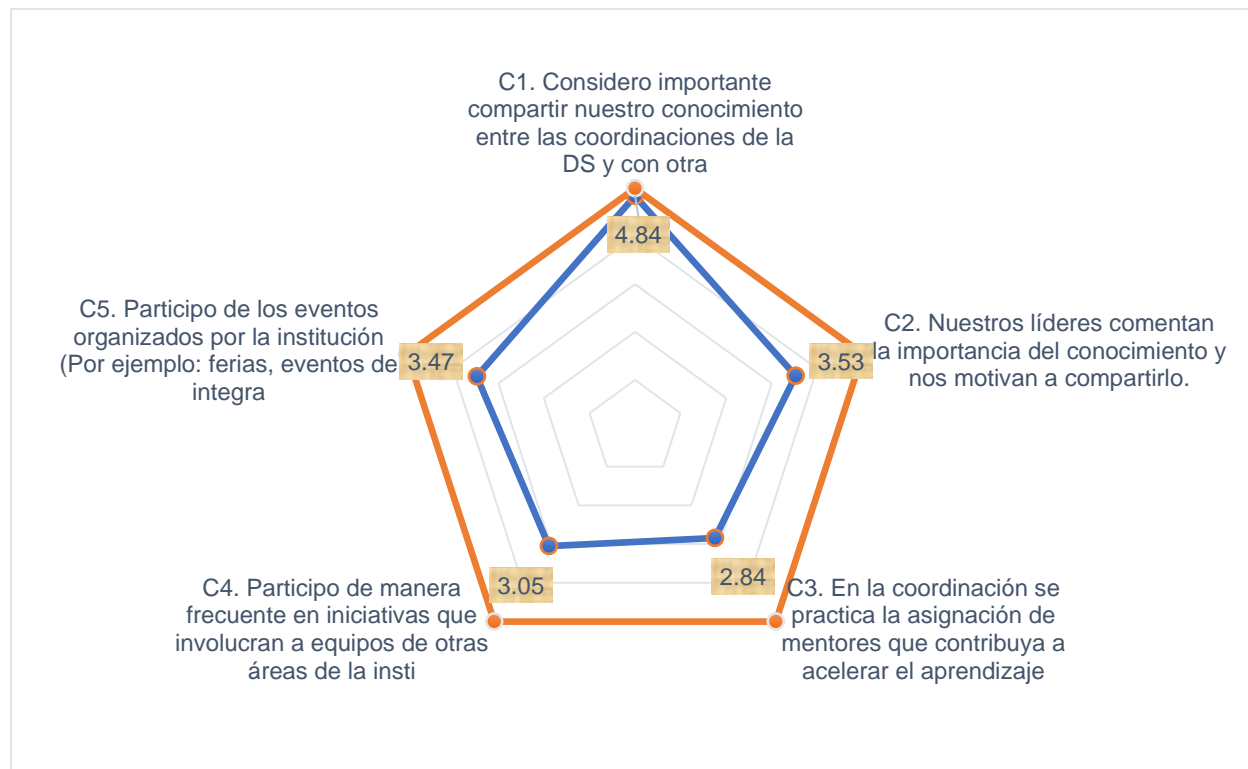 C1. Considero importante
compartir nuestro conocimiento
entre las coordinaciones de la
DS y con otra
4.84
C2. Nuestros líderes comentan
la importancia del conocimiento y
nos motivan a compartirlo.
3.53
C3. En la coordinación se
practica la asignación de
mentores que contribuya a
acelerar el aprendizaje
2.84
C4. Participo de manera
frecuente en iniciativas que
involucran a equipos de otras
áreas de la insti
3.05
C5. Participo de los eventos
organizados por la institución
(Por ejemplo: ferias, eventos de
integra
3.47